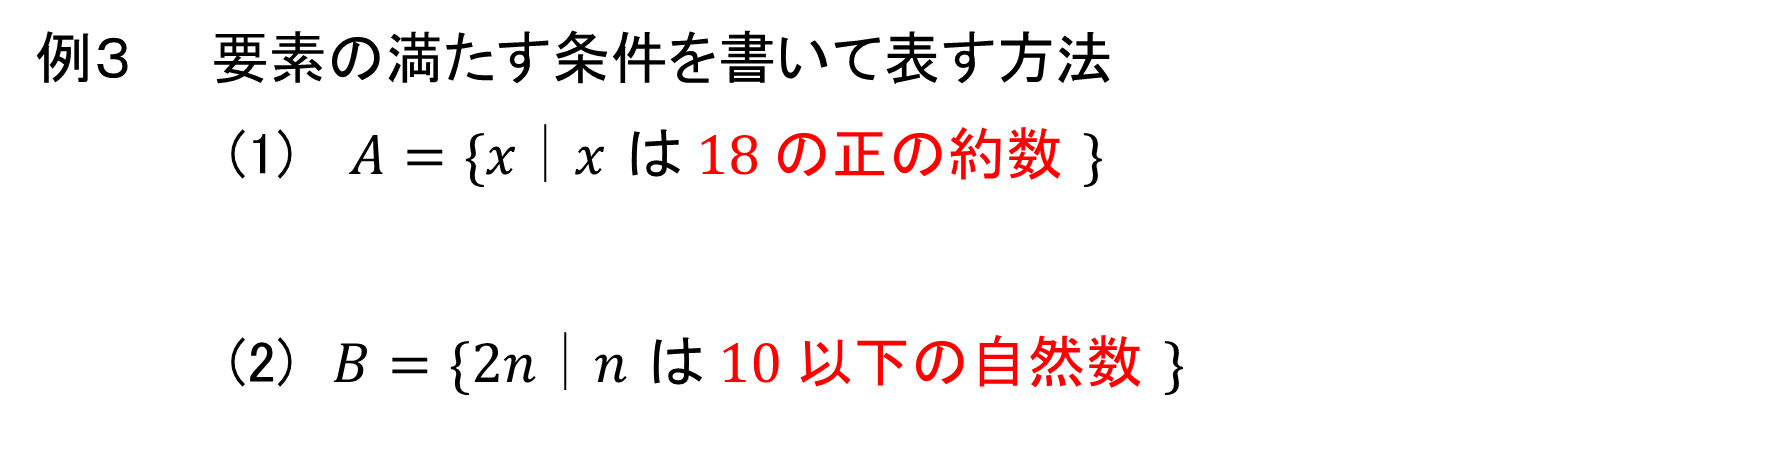 例３　要素の満たす条件を書いて表す方法
(1)　A = {x | x は 18 の正の約数 }
(2)　B = {2n | n は 10 以下の自然数 }